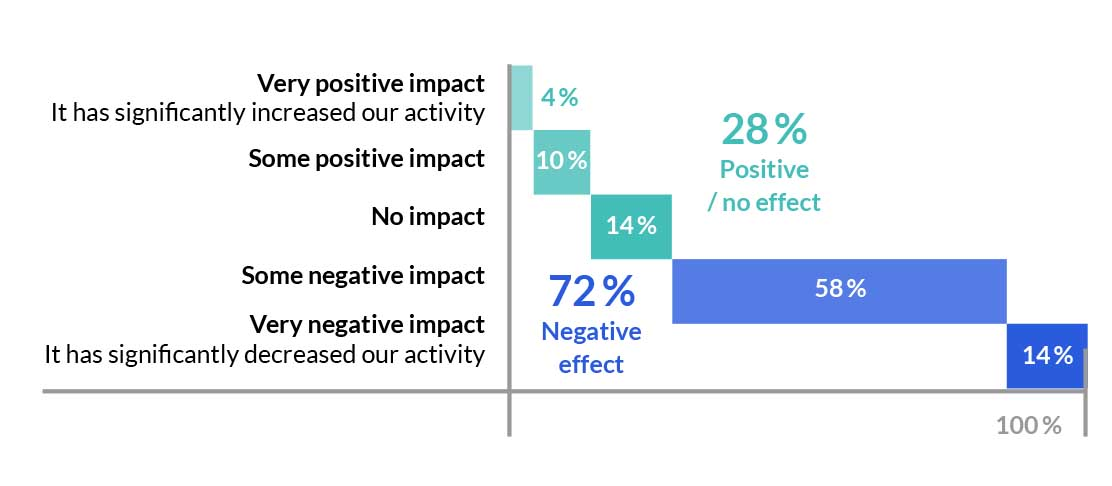 Very positive impact
It has significantly increased our activity
4 %
28 %
Positive
/ no effect
Some positive impact
10 %
No impact
14 %
Some negative impact
58 %
72 %
Negative
effect
Very negative impact
It has significantly decreased our activity
14 %
100 %